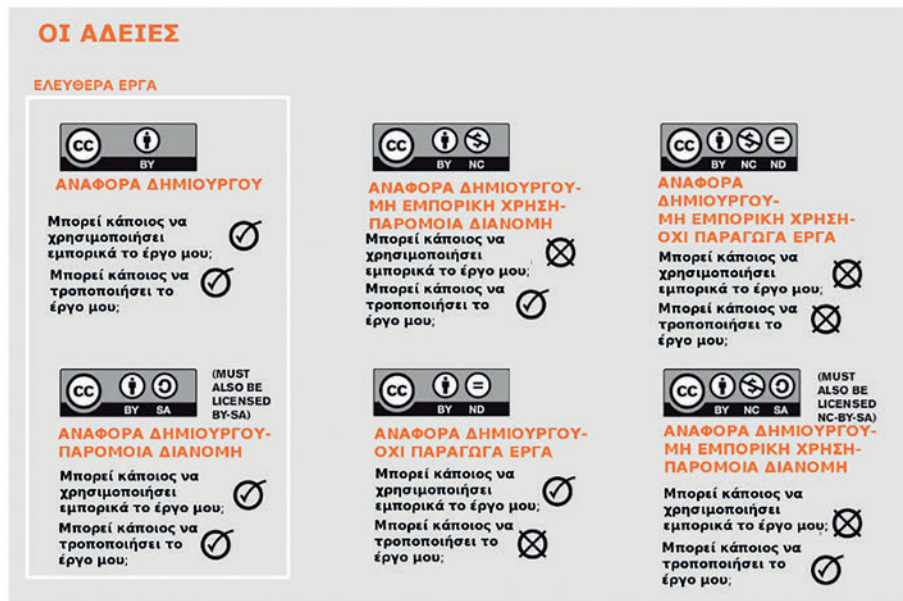 ΟΙ ΑΔΕΙΕΣ
ΕΛΕΥΘΕΡΑ ΕΡΓΑ
cc
BY
ΑΝΑΦΟΡΑ ΔΗΜΙΟΥΡΓΟΥ
Μπορεί κάποιος να
χρησιμοποιήσει
εμπορικά το έργο μου;
Μπορεί κάποιος να
τροποποιήσει το
έργο μου;
cc
BY NC
ΑΝΑΦΟΡΑ ΔΗΜΙΟΥΡΓΟΥ-
ΜΗ ΕΜΠΟΡΙΚΗ ΧΡΗΣΗ-
ΠΑΡΟΜΟΙΑ ΔΙΑΝΟΜΗ
Μπορεί κάποιος να
χρησιμοποιήσει
εμπορικά το έργο μου;
Μπορεί κάποιος να
τροποποιήσει το
έργο μου;
cc
BY NC ND
ΑΝΑΦΟΡΑ
ΔΗΜΙΟΥΡΓΟΥ-
ΜΗ ΕΜΠΟΡΙΚΗ ΧΡΗΣΗ-
ΟΧΙ ΠΑΡΑΓΩΓΑ ΕΡΓΑ
Μπορεί κάποιος να
χρησιμοποιήσει
εμπορικά το έργο μου;
Μπορεί κάποιος να
τροποποιήσει το
έργο μου;
cc
BY SA
(MUST
ALSO BE
LICENSED
BY-SA)
ΑΝΑΦΟΡΑ ΔΗΜΙΟΥΡΓΟΥ-
ΠΑΡΟΜΟΙΑ ΔΙΑΝΟΜΗ
Μπορεί κάποιος να
χρησιμοποιήσει
εμπορικά το έργο μου;
Μπορεί κάποιος να
τροποποιήσει το
έργο μου;
cc
BY ND
ΑΝΑΦΟΡΑ ΔΗΜΙΟΥΡΓΟΥ-
ΟΧΙ ΠΑΡΑΓΩΓΑ ΕΡΓΑ
Μπορεί κάποιος να
χρησιμοποιήσει
εμπορικά το έργο μου;
Μπορεί κάποιος να
τροποποιήσει το
έργο μου;
cc
BY NC SA
(MUST
ALSO BE
LICENSED
NC-BY-SA)
ΑΝΑΦΟΡΑ ΔΗΜΙΟΥΡΓΟΥ-
ΜΗ ΕΜΠΟΡΙΚΗ ΧΡΗΣΗ-
ΠΑΡΟΜΟΙΑ ΔΙΑΝΟΜΗ
Μπορεί κάποιος να
χρησιμοποιήσει
εμπορικά το έργο μου;
Μπορεί κάποιος να
τροποποιήσει το
έργο μου;